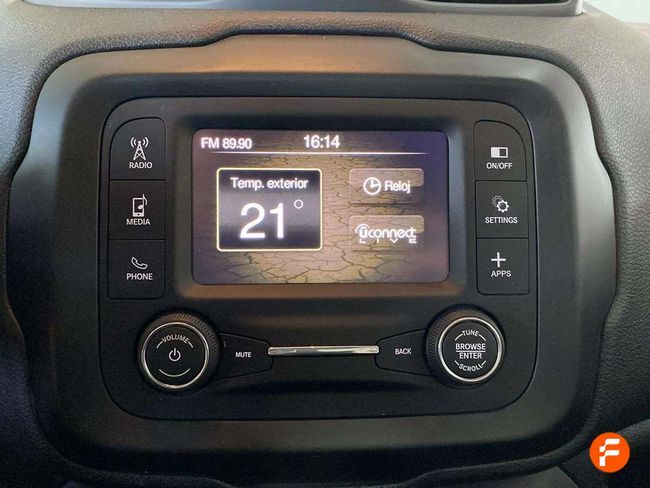 FM 89.90 16:14
Temp. exterior
21°
Reloj
uconnect
LIVE
RADIO
MEDIA
PHONE
ON/OFF
SETTINGS
APPS
VOLUME
MUTE
BACK
TUNE
BROWSE
ENTER
SCROLL